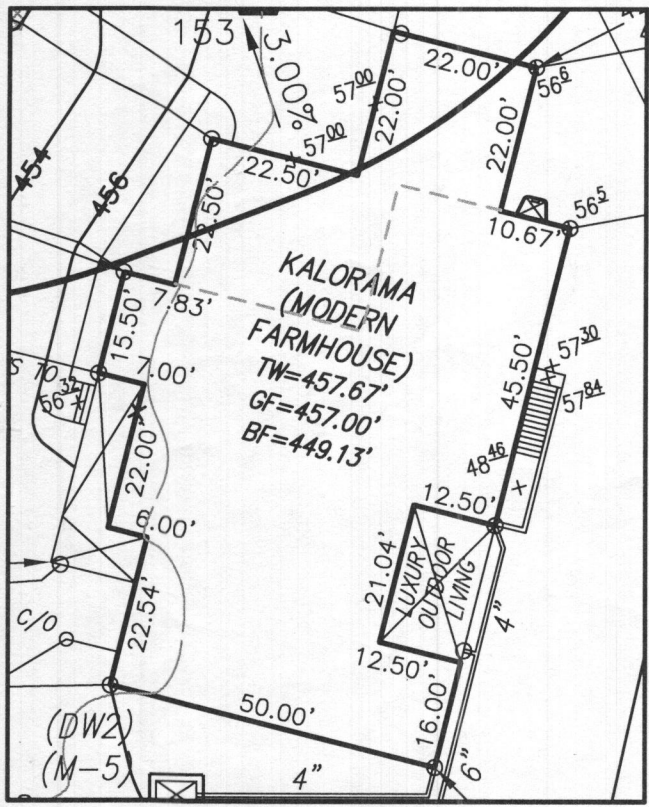 153
3.00%
22.00'
56⁶
57⁰⁰
22.00'
22.00'
57⁰⁰
22.50'
22.50'
10.67'
56⁵
454
456
7.83'
15.50'
KALORAMA
(MODERN
FARMHOUSE)
TW=457.67'
GF=457.00'
BF=449.13'
S 10
56³²
7.00'
22.00'
6.00'
22.54'
45.50'
57³⁰
57⁸⁴
48⁴⁶
12.50'
21.04'
LUXURY
OUTDOOR
LIVING
12.50'
4"
16.00'
6"
50.00'
4"
C/O
(DW2)
(M-5)